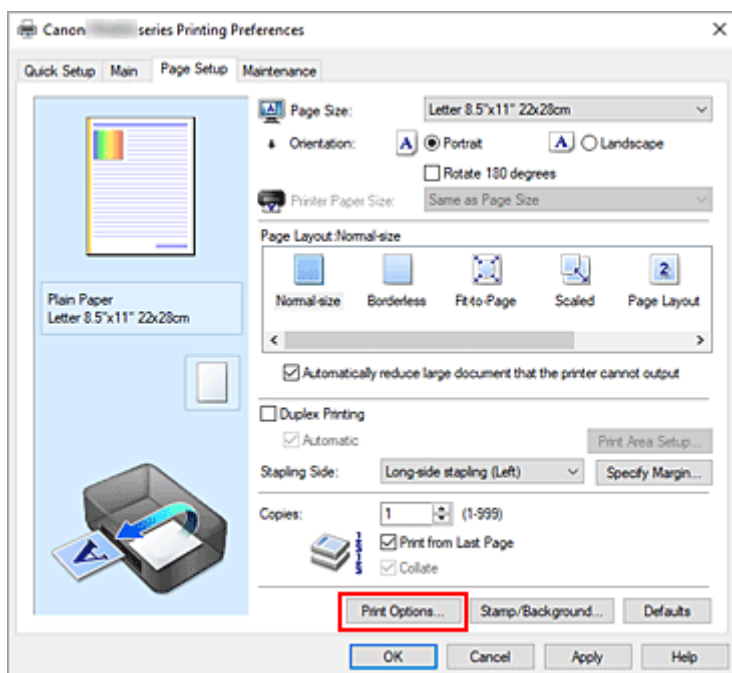 Canon series Printing Preferences
Quick Setup Main Page Setup Maintenance
Page Size: Letter 8.5"x11" 22x28cm
Orientation: A Portrait A Landscape
Rotate 180 degrees
Printer Paper Size: Same as Page Size
Page Layout:Normal-size
Normal-size Borderless Fit-to-Page Scaled 2 Page Layout
Plain Paper
Letter 8.5"x11" 22x28cm
Automatically reduce large document that the printer cannot output
Duplex Printing
Automatic
Print Area Setup...
Stapling Side: Long-side stapling (Left) Specify Margin...
Copies: 1 (1-999)
Print from Last Page
Collate
A
Print Options... Stamp/Background... Defaults
OK Cancel Apply Help